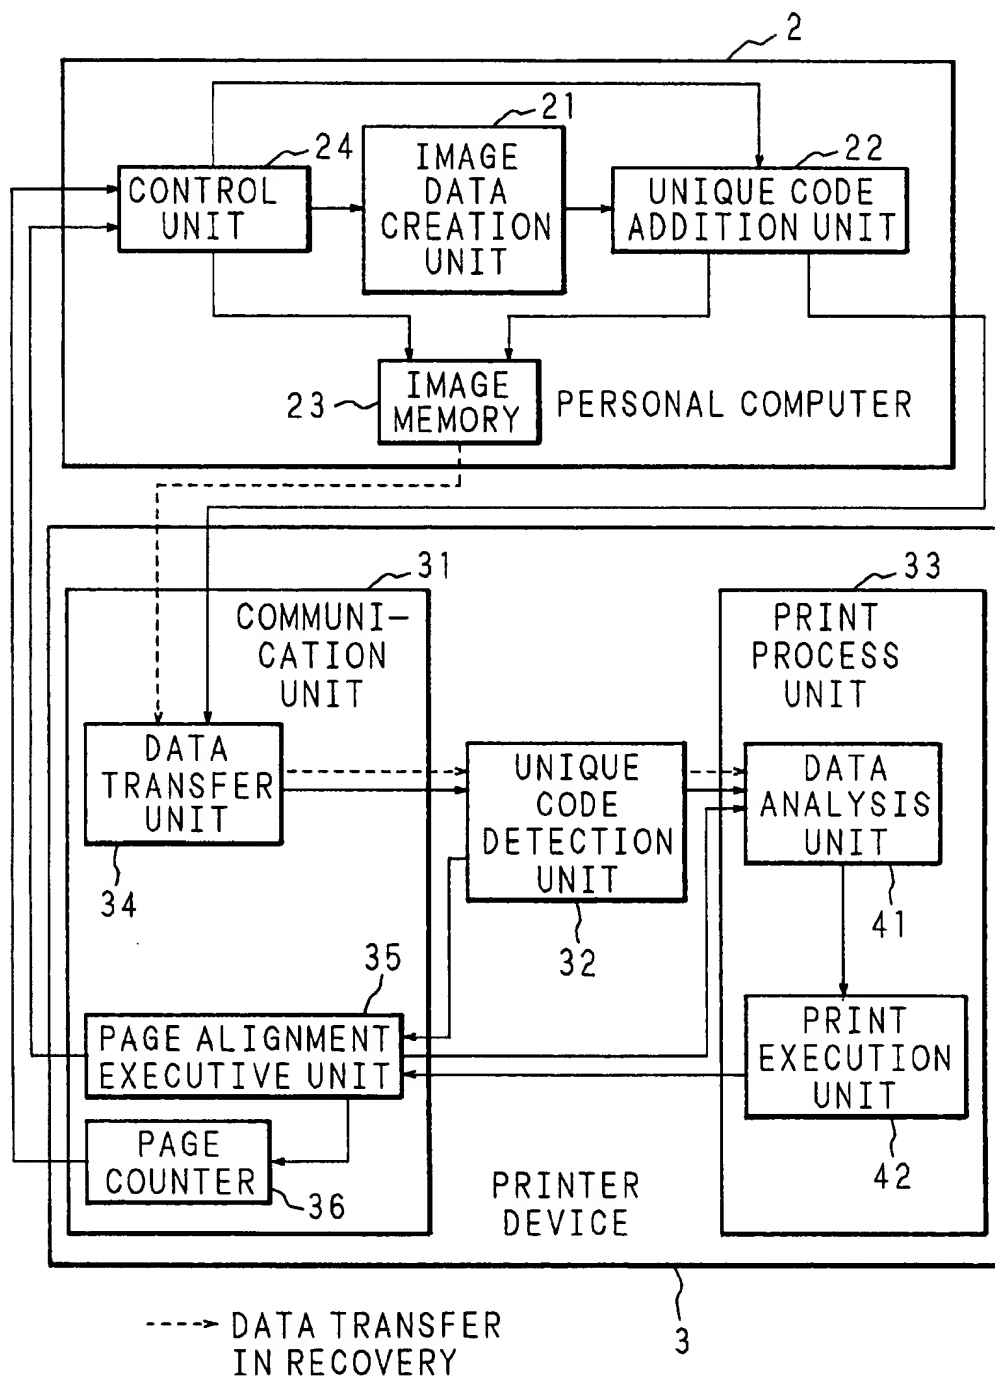 2
21
24
22
IMAGE
DATA
CREATION
UNIT
CONTROL
UNIT
UNIQUE CODE
ADDITION UNIT
23
IMAGE
MEMORY
PERSONAL COMPUTER
31
33
COMMUNI-
CATION
UNIT
PRINT
PROCESS
UNIT
DATA
TRANSFER
UNIT
34
UNIQUE
CODE
DETECTION
UNIT
32
DATA
ANALYSIS
UNIT
41
35
PAGE ALIGNMENT
EXECUTIVE UNIT
PRINT
EXECUTION
UNIT
42
PAGE
COUNTER
36
PRINTER
DEVICE
3
DATA TRANSFER
IN RECOVERY